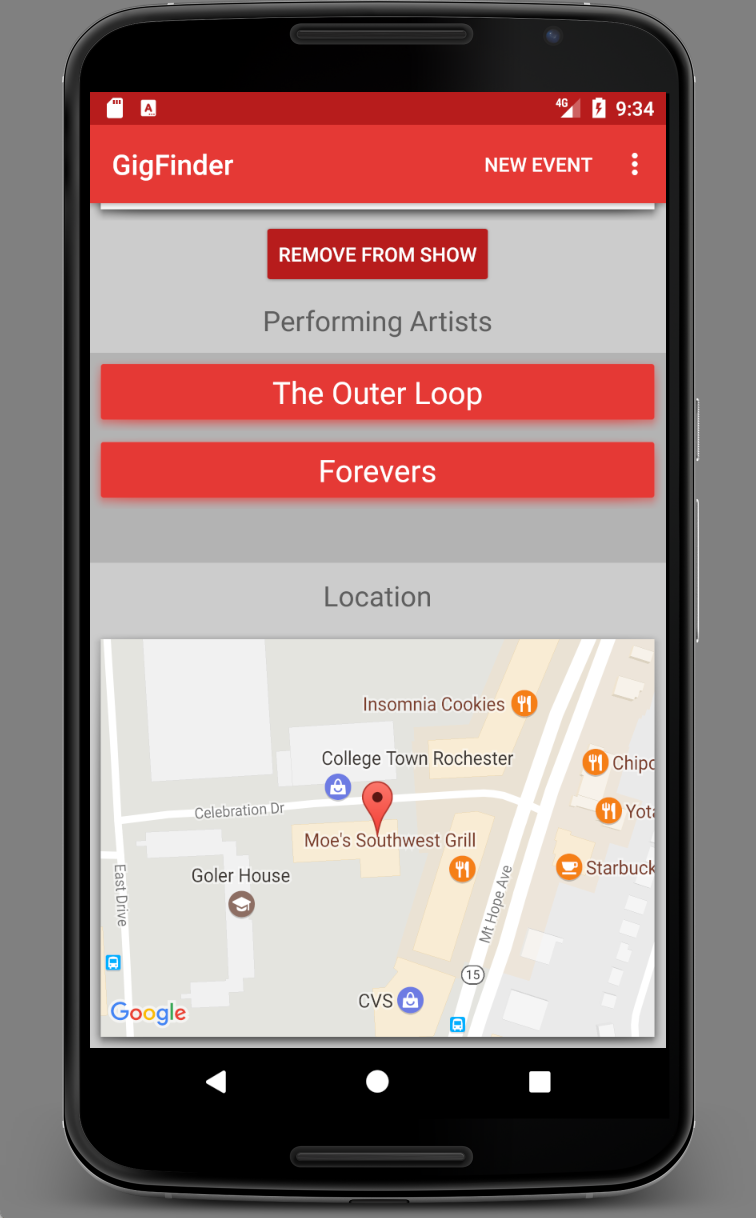 4G 9:34
GigFinder NEW EVENT
REMOVE FROM SHOW
Performing Artists
The Outer Loop
Forevers
Location
Insomnia Cookies
College Town Rochester
Chipo
Celebration Dr
Yota
Moe's Southwest Grill
Starbuck
Goler House
East Drive
Mt Hope Ave
15
CVS
Google